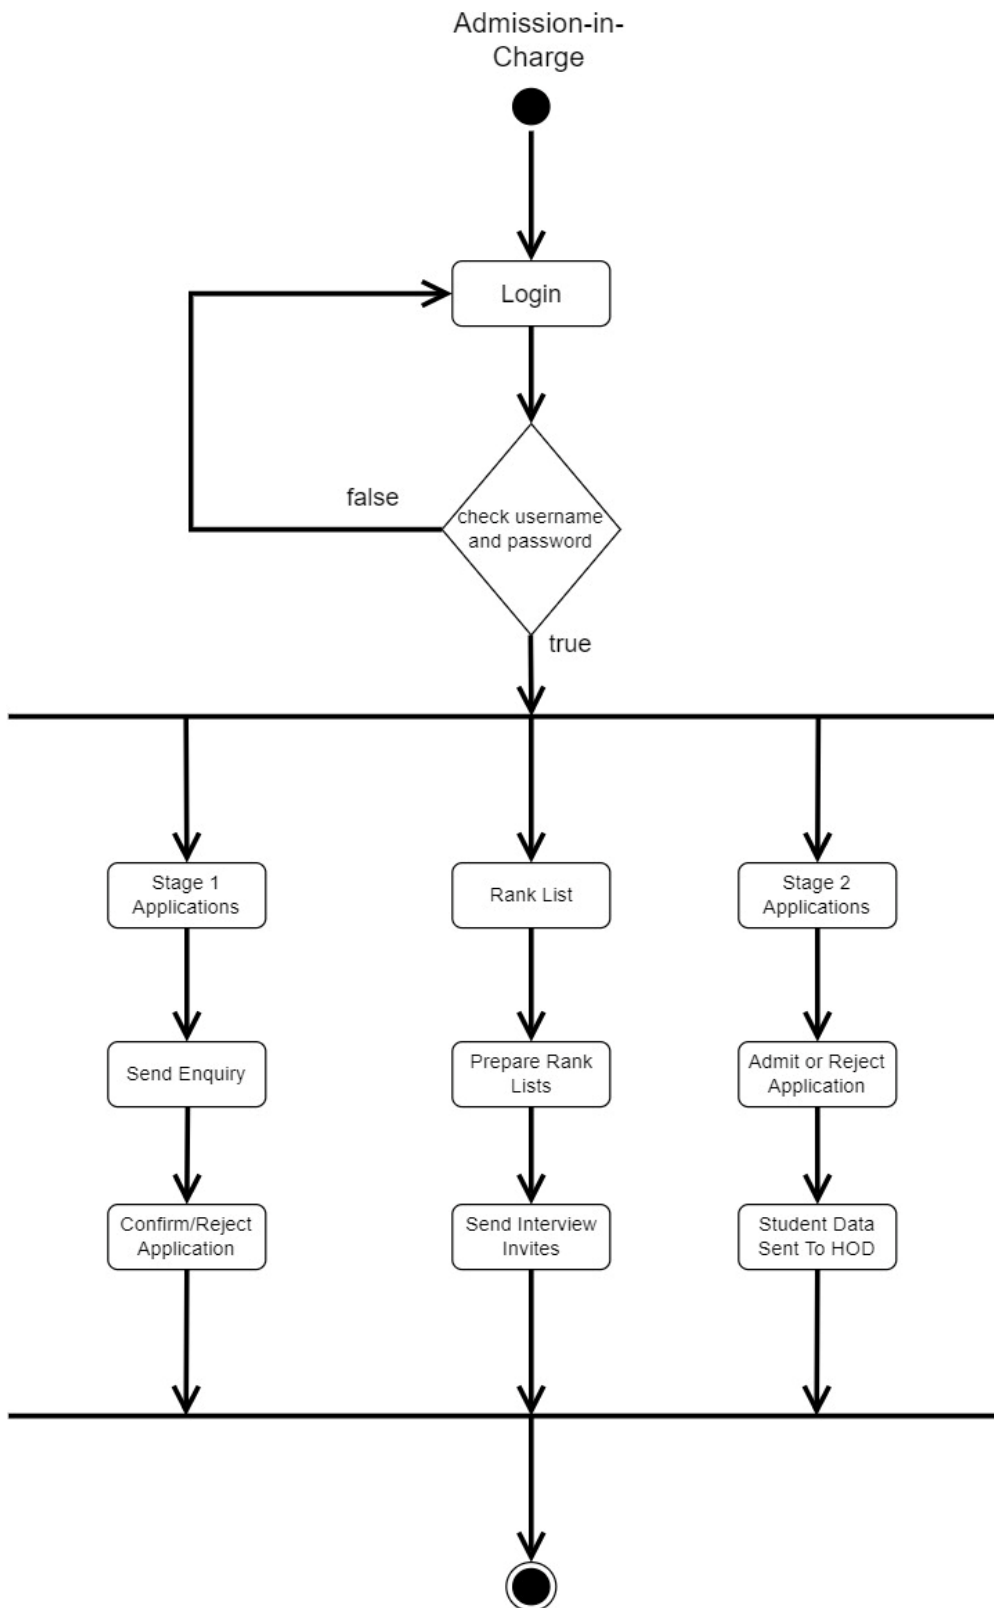 Admission-in-
Charge
Login
false
check username
and password
true
Stage 1
Applications
Rank List
Stage 2
Applications
Send Enquiry
Prepare Rank
Lists
Admit or Reject
Application
Confirm/Reject
Application
Send Interview
Invites
Student Data
Sent To HOD